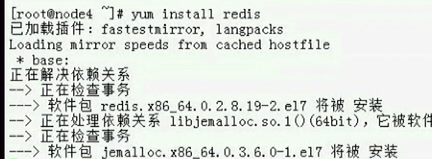 [root@node4 ~]# yum install redis
已加载插件：fastestmirror, langpacks
Loading mirror speeds from cached hostfile
 * base:
正在解决依赖关系
--> 正在检查事务
---> 软件包 redis.x86_64.0.2.8.19-2.el7 将被 安装
--> 正在处理依赖关系 libjemalloc.so.1()(64bit)，它被软件
--> 正在检查事务
---> 软件包 jemalloc.x86_64.0.3.6.0-1.el7 将被 安装